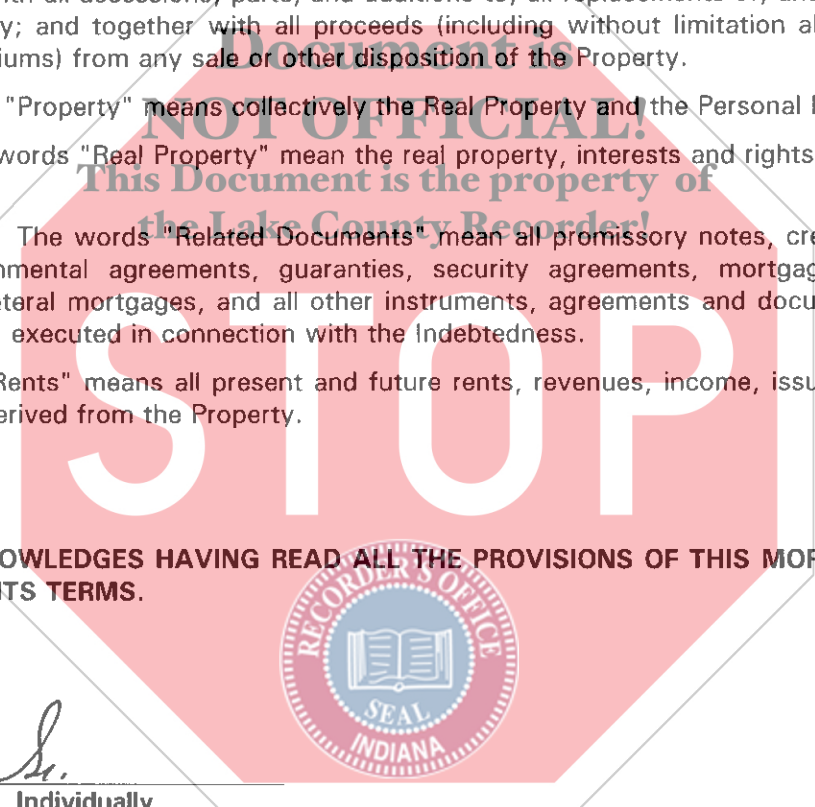 with all accessions, parts, and additions to, all replacements of, and
y; and together with all proceeds (including without limitation al
iums) from any sale or other disposition of the Property.
Document is
"Property" means collectively the Real Property and the Personal
NOT OFFICIAL!
words "Real Property" mean the real property, interests and rights
This Document is the property of
the Lake County Recorder!
The words "Related Documents" mean all promissory notes, cre
nmental agreements, guaranties, security agreements, mortgag
teral mortgages, and all other instruments, agreements and docu
executed in connection with the Indebtedness.
Rents" means all present and future rents, revenues, income, issu
erived from the Property.
STOP
OWLEDGES HAVING READ ALL THE PROVISIONS OF THIS MOR
ITS TERMS.
RECORDER'S OFFICE
SEAL
INDIANA
Sr.
Individually